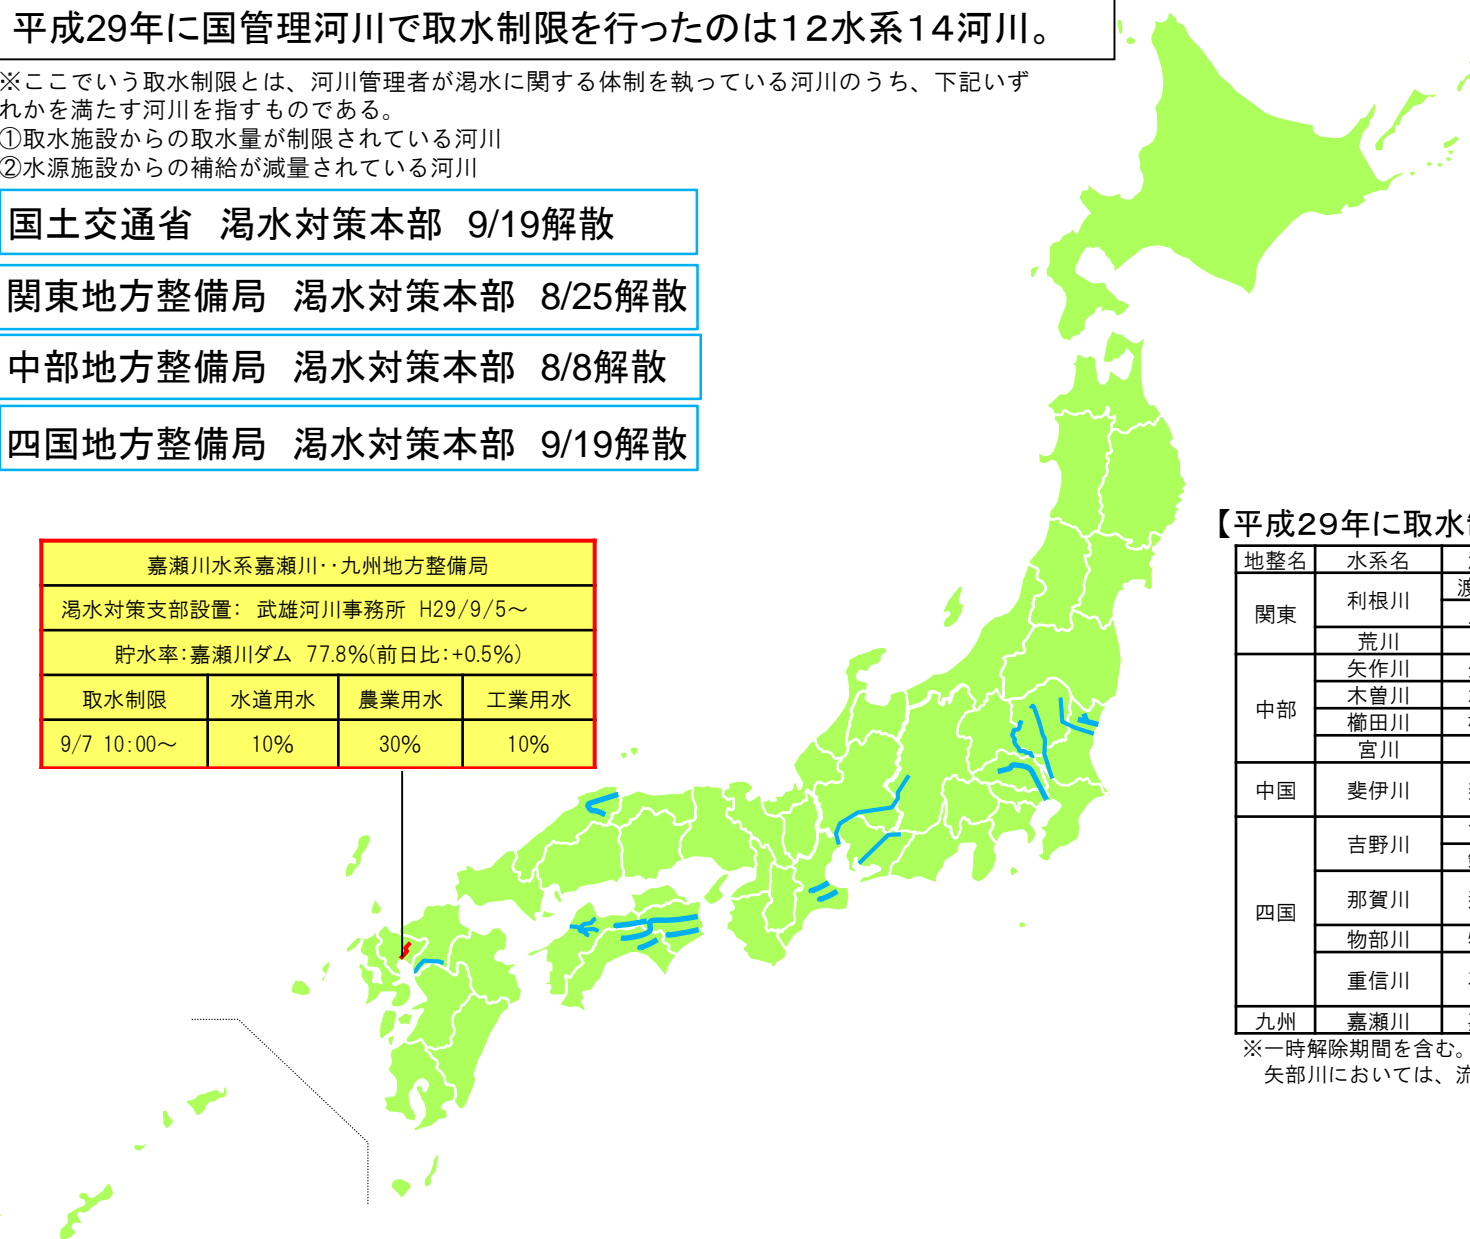 平成29年に国管理河川で取水制限を行ったのは12水系14河川。
※ここでいう取水制限とは、河川管理者が渇水に関する体制を執っている河川のうち、下記いず
れかを満たす河川を指すものである。
①取水施設からの取水量が制限されている河川
②水源施設からの補給が減量されている河川
国土交通省 渇水対策本部 9/19解散
関東地方整備局 渇水対策本部 8/25解散
中部地方整備局 渇水対策本部 8/8解散
四国地方整備局 渇水対策本部 9/19解散
嘉瀬川水系嘉瀬川‥九州地方整備局
渇水対策支部設置: 武雄河川事務所 H29/9/5～
貯水率:嘉瀬川ダム 77.8%(前日比:+0.5%)
取水制限 水道用水 農業用水 工業用水
9/7 10:00～ 10% 30% 10%
【平成29年に取水
地整名 水系名
関東 利根川 渡
荒川
中部 矢作川
木曽川
櫛田川
宮川
中国 斐伊川
四国 吉野川
那賀川
物部川
重信川
九州 嘉瀬川
※一時解除期間を含む。
矢部川においては、流